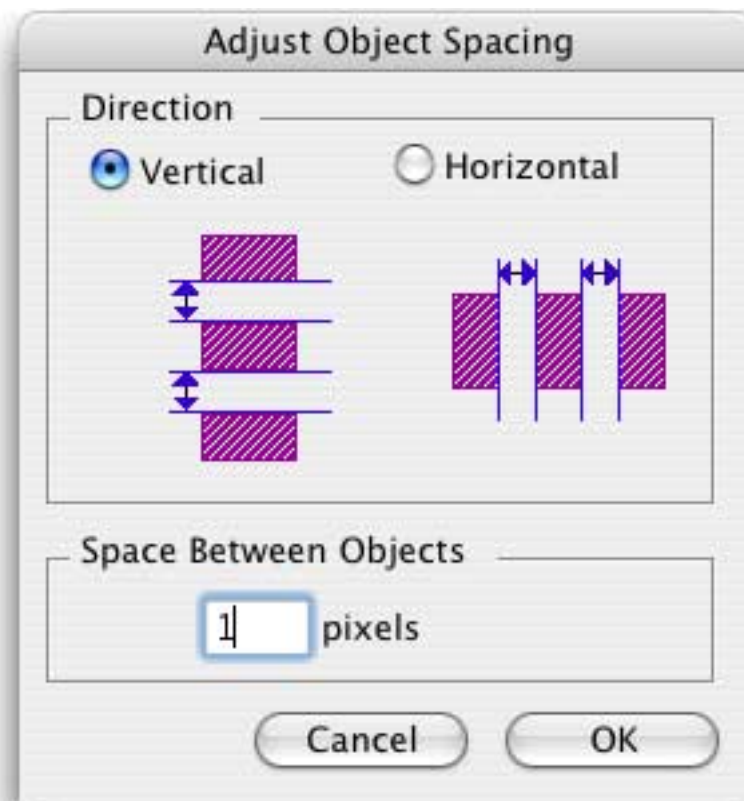 Adjust Object Spacing
Direction
Vertical
Horizontal
Space Between Objects
1 pixels
Cancel
OK